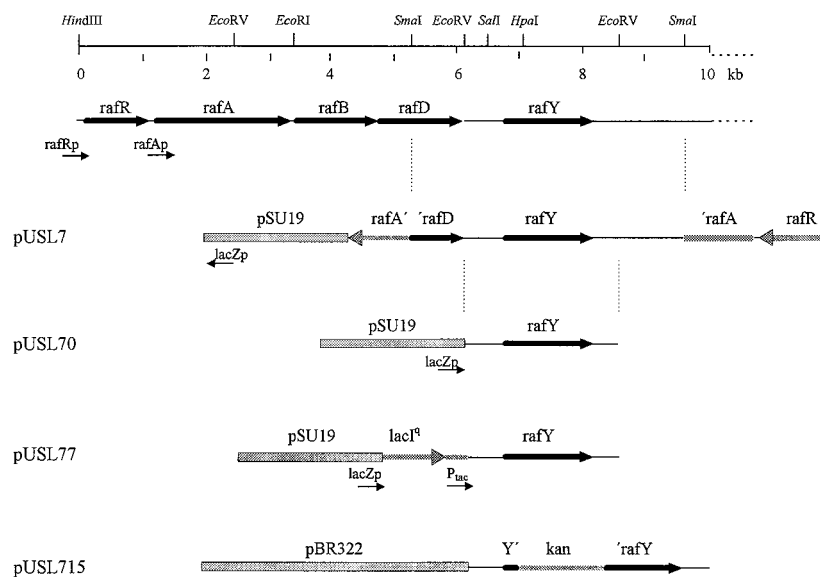 HindIII EcoRV EcoRI SmaI EcoRV SalI HpaI EcoRV SmaI
0 2 4 6 8 10 kb
rafR rafA rafB rafD rafY
rafRp rafAp
pSU19 rafA´ ´rafD rafY ´rafA rafR
pUSL7
lacZp
pSU19 rafY
pUSL70
lacZp
pSU19 lacIq rafY
pUSL77
lacZp Ptac
pBR322 Y´ kan ´rafY
pUSL715